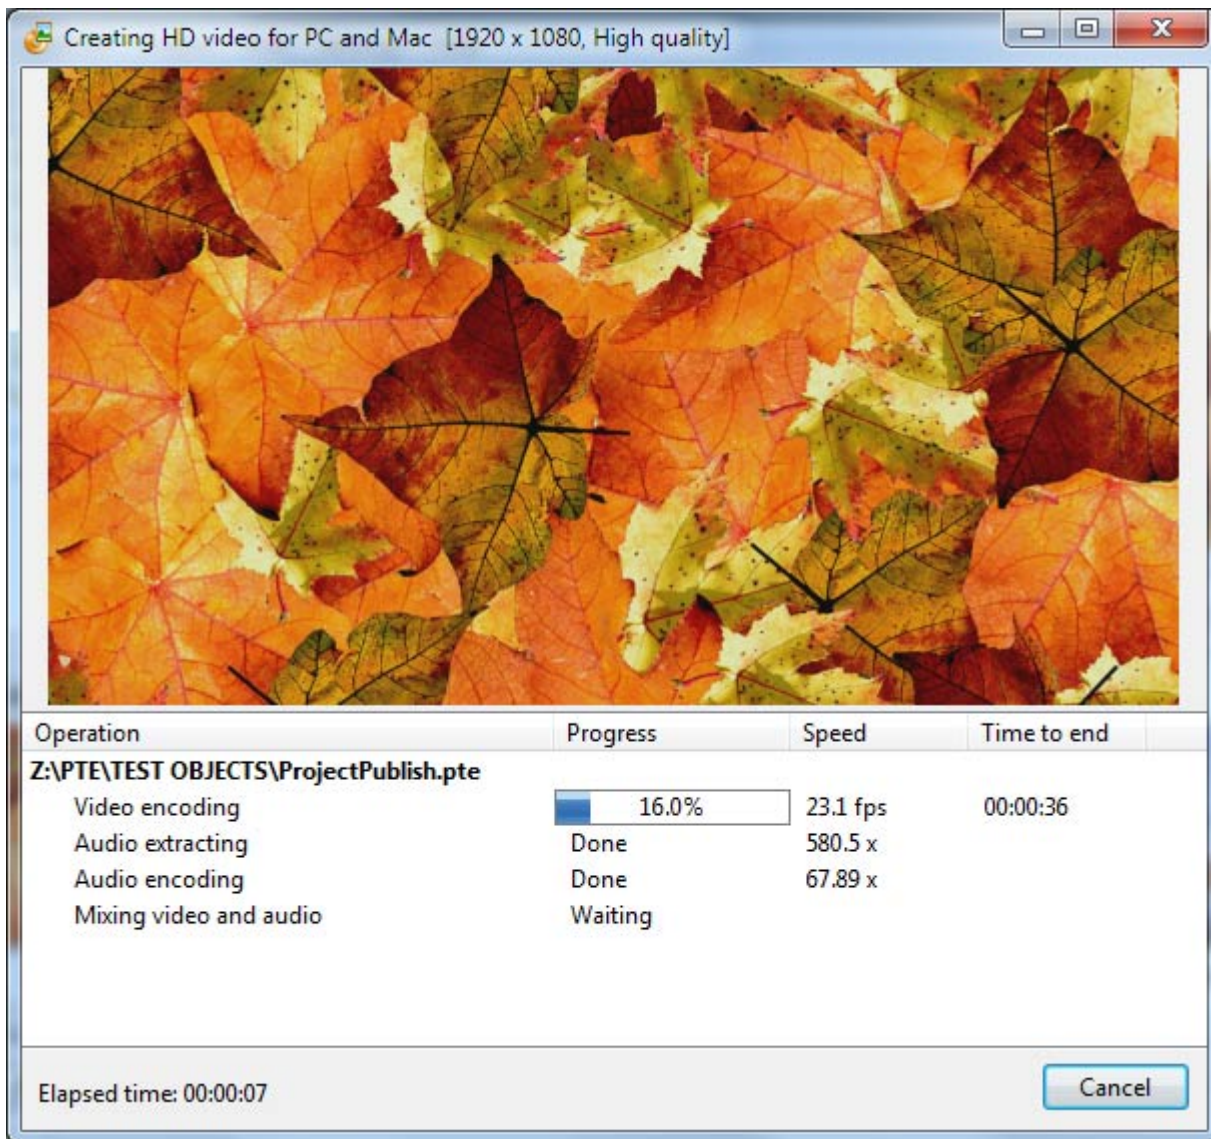 Creating HD video for PC and Mac [1920 x 1080, High quality]
Operation Progress Speed Time to end
Z:\PTE\TEST OBJECTS\ProjectPublish.pte
Video encoding 16.0% 23.1 fps 00:00:36
Audio extracting Done 580.5 x
Audio encoding Done 67.89 x
Mixing video and audio Waiting
Elapsed time: 00:00:07 Cancel